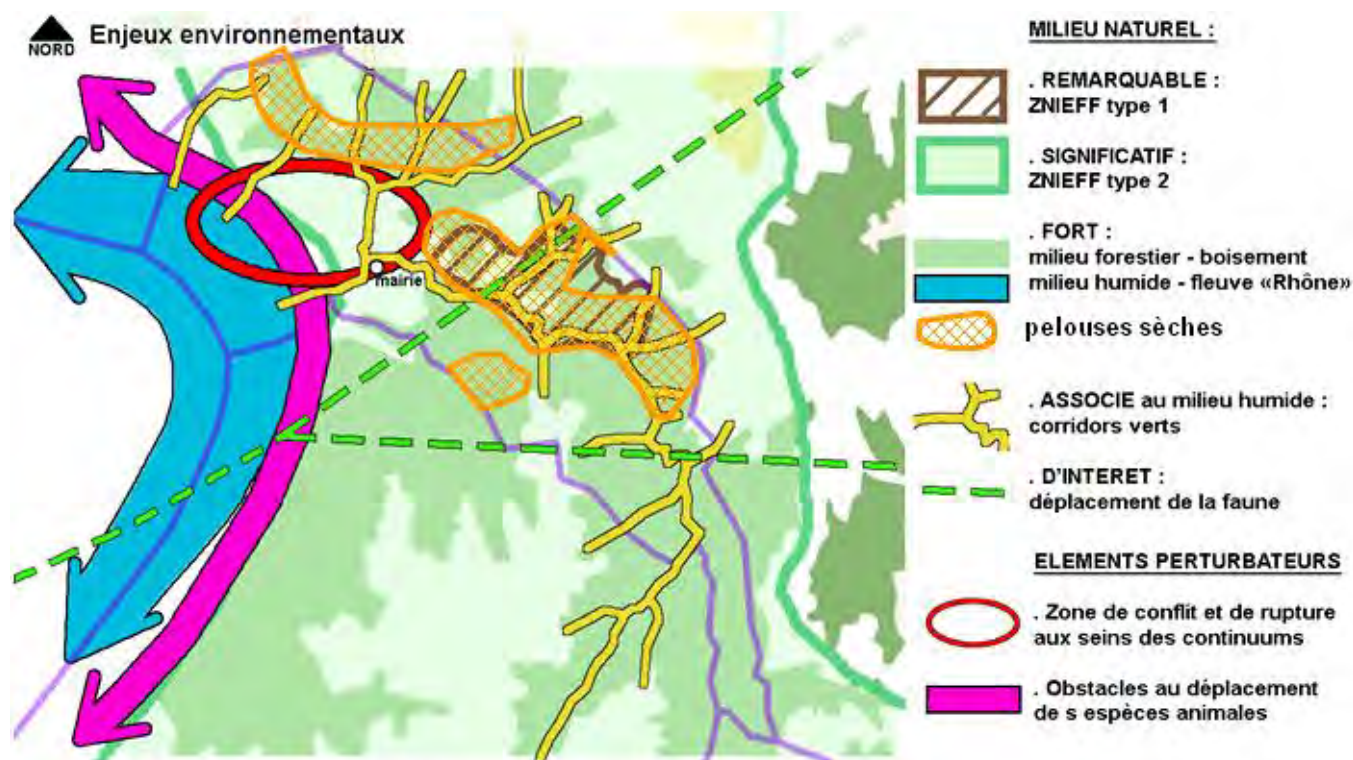 NORD
Enjeux environnementaux
mairie
MILIEU NATUREL :
. REMARQUABLE :
ZNIEFF type 1
. SIGNIFICATIF :
ZNIEFF type 2
. FORT :
milieu forestier - boisement
milieu humide - fleuve «Rhône»
pelouses sèches
. ASSOCIE au milieu humide :
corridors verts
. D'INTERET :
déplacement de la faune
ELEMENTS PERTURBATEURS
. Zone de conflit et de rupture
aux seins des continuums
. Obstacles au déplacement
de s espèces animales